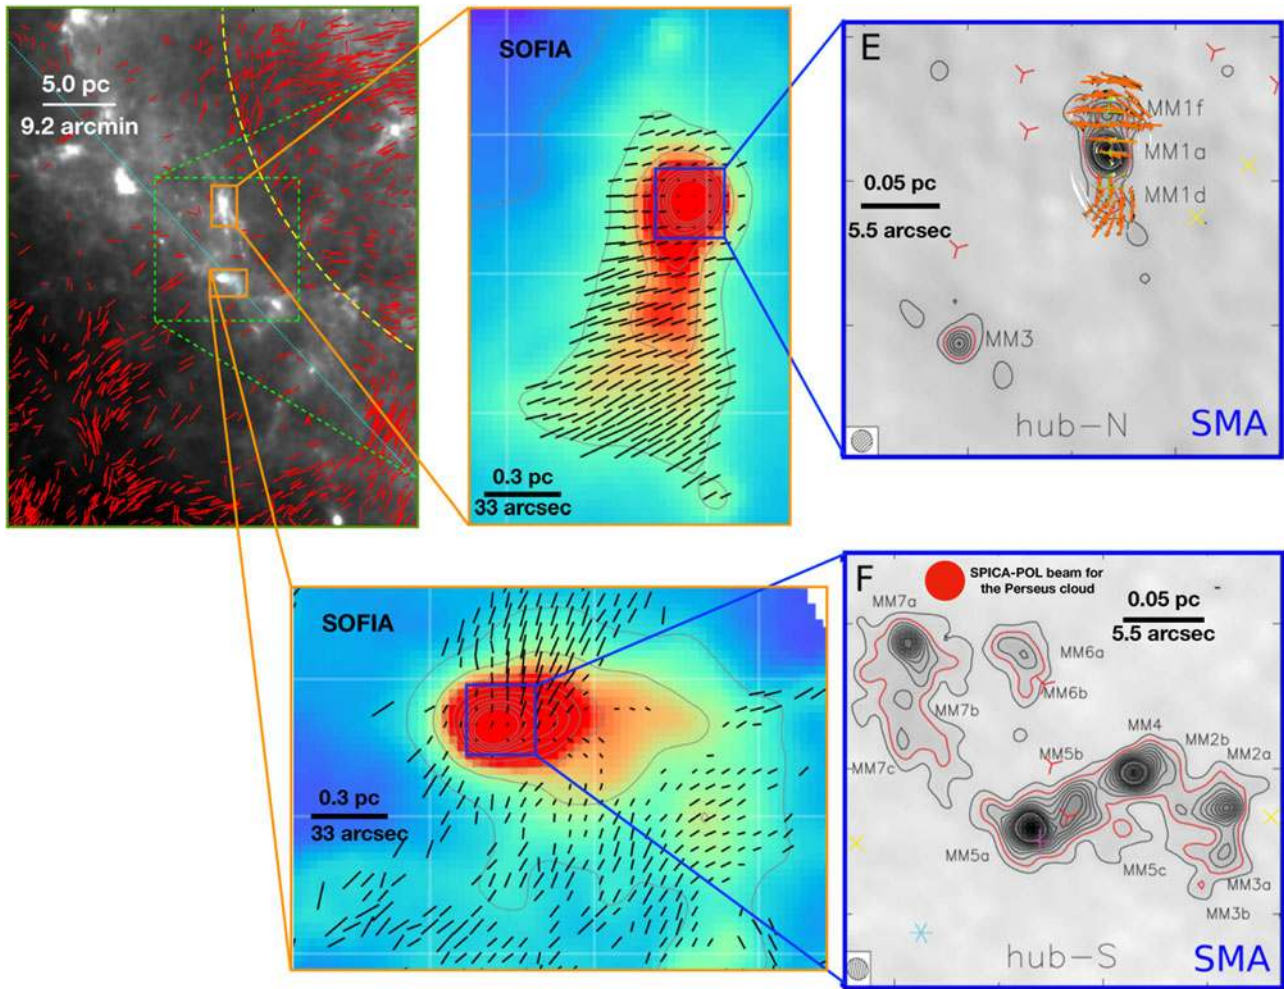 5.0 pc
9.2 arcmin
SOFIA
0.3 pc
33 arcsec
E
MM1f
MM1a
MM1d
0.05 pc
5.5 arcsec
MM3
hub-N
SMA
SOFIA
0.3 pc
33 arcsec
F
SPICA-POL beam for
the Perseus cloud
0.05 pc
5.5 arcsec
MM7a
MM6a
MM6b
MM7b
MM4
MM2b
MM5b
MM2a
MM7c
MM5a
MM5c
MM3a
MM3b
hub-S
SMA